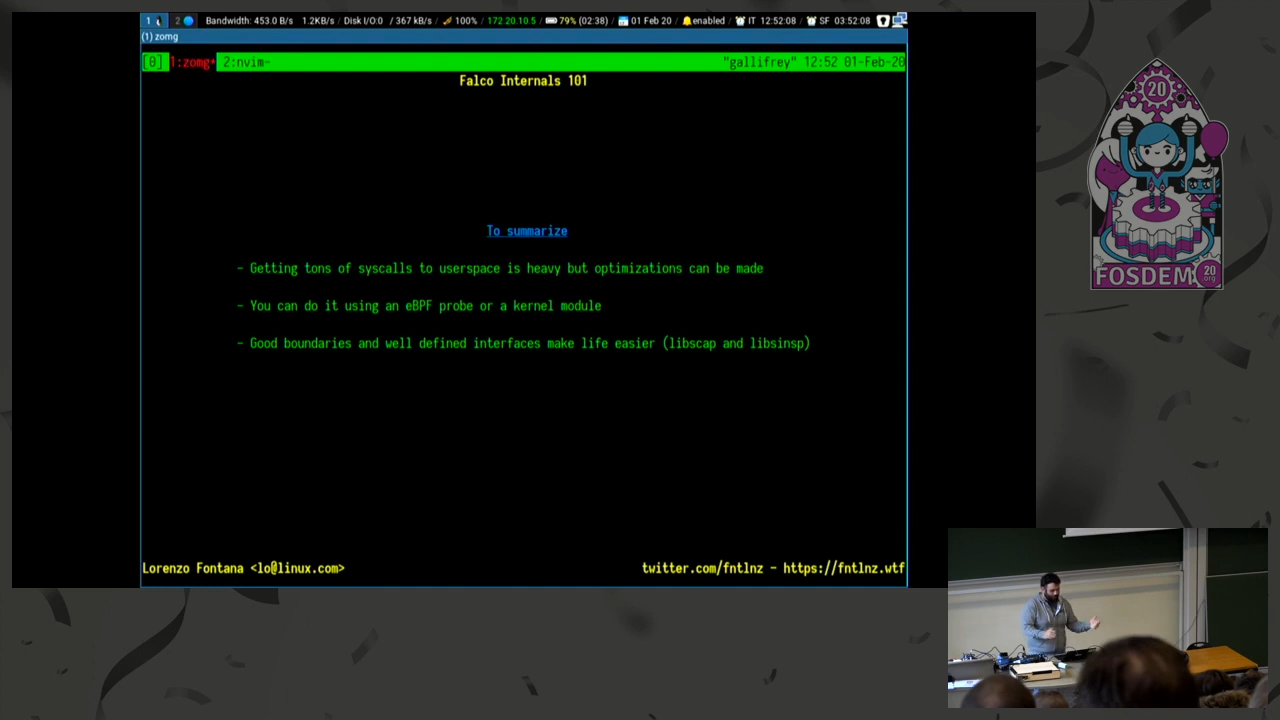 1 2 Bandwidth: 453.0 B/s 1.2KB/s / Disk I/O:0 / 367 kB/s / 100% / 172.20.10.5 / 79% (02:38) / 01 Feb 20 / enabled / IT 12:52:08 / SF 03:52:08
(1) zomg
[0] 1:zomg* 2:nvim- "gallifrey" 12:52 01-Feb-20
Falco Internals 101
To summarize
- Getting tons of syscalls to userspace is heavy but optimizations can be made
- You can do it using an eBPF probe or a kernel module
- Good boundaries and well defined interfaces make life easier (libscap and libsinsp)
Lorenzo Fontana <lo@linux.com> twitter.com/fntlnz - https://fntlnz.wtf
20
FOSDEM 20
.org